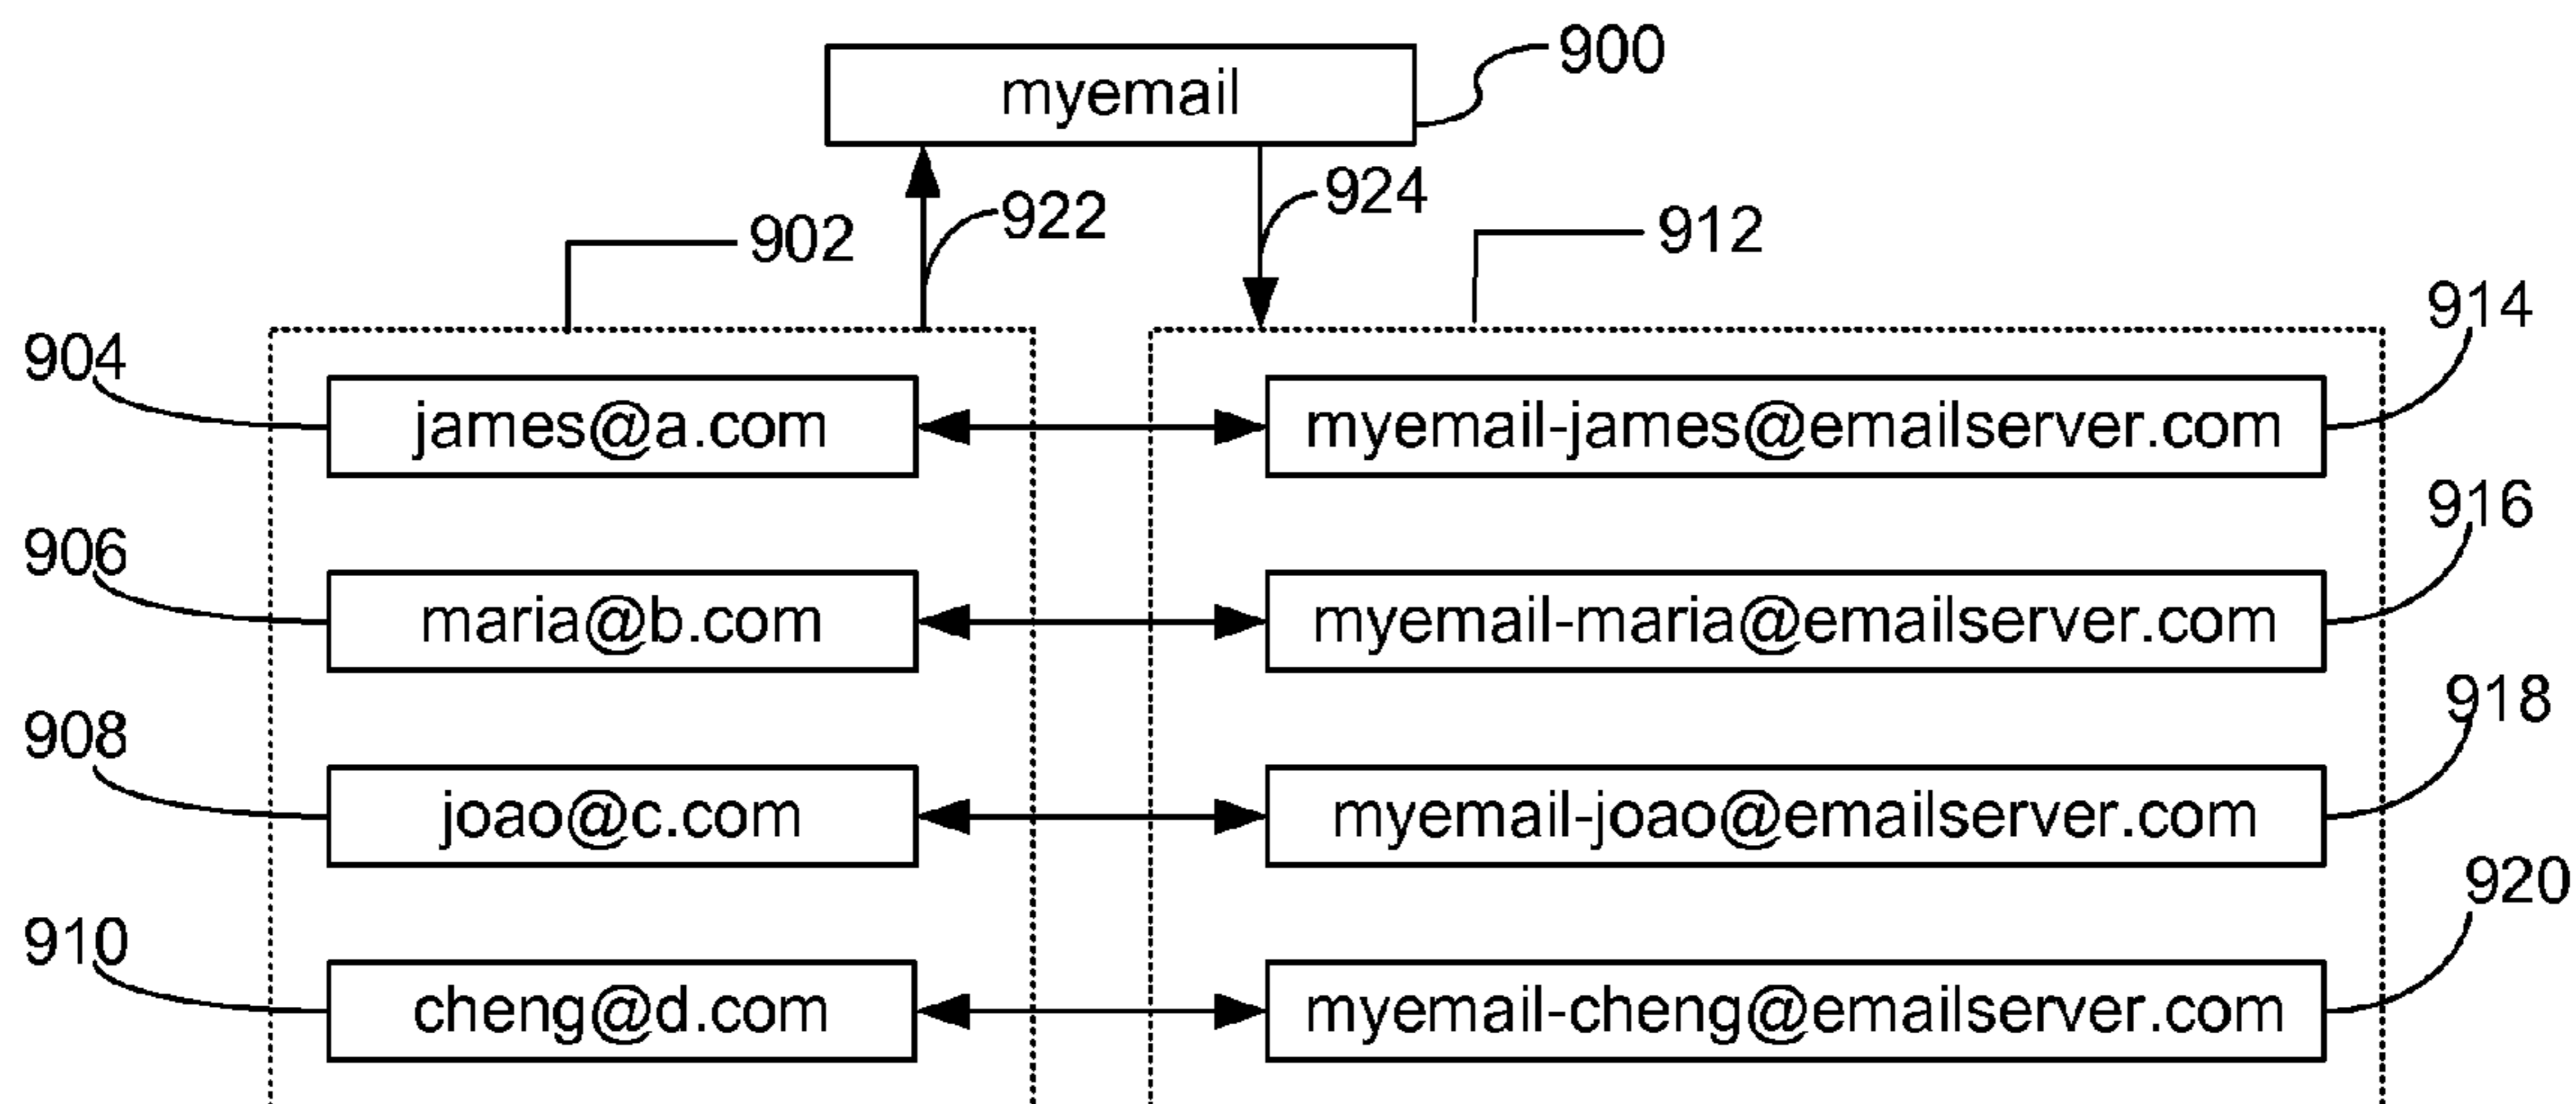 myemail
900
924
922
902
912
914
904
james@a.com
myemail-james@emailserver.com
916
906
maria@b.com
myemail-maria@emailserver.com
918
908
joao@c.com
myemail-joao@emailserver.com
920
910
cheng@d.com
myemail-cheng@emailserver.com